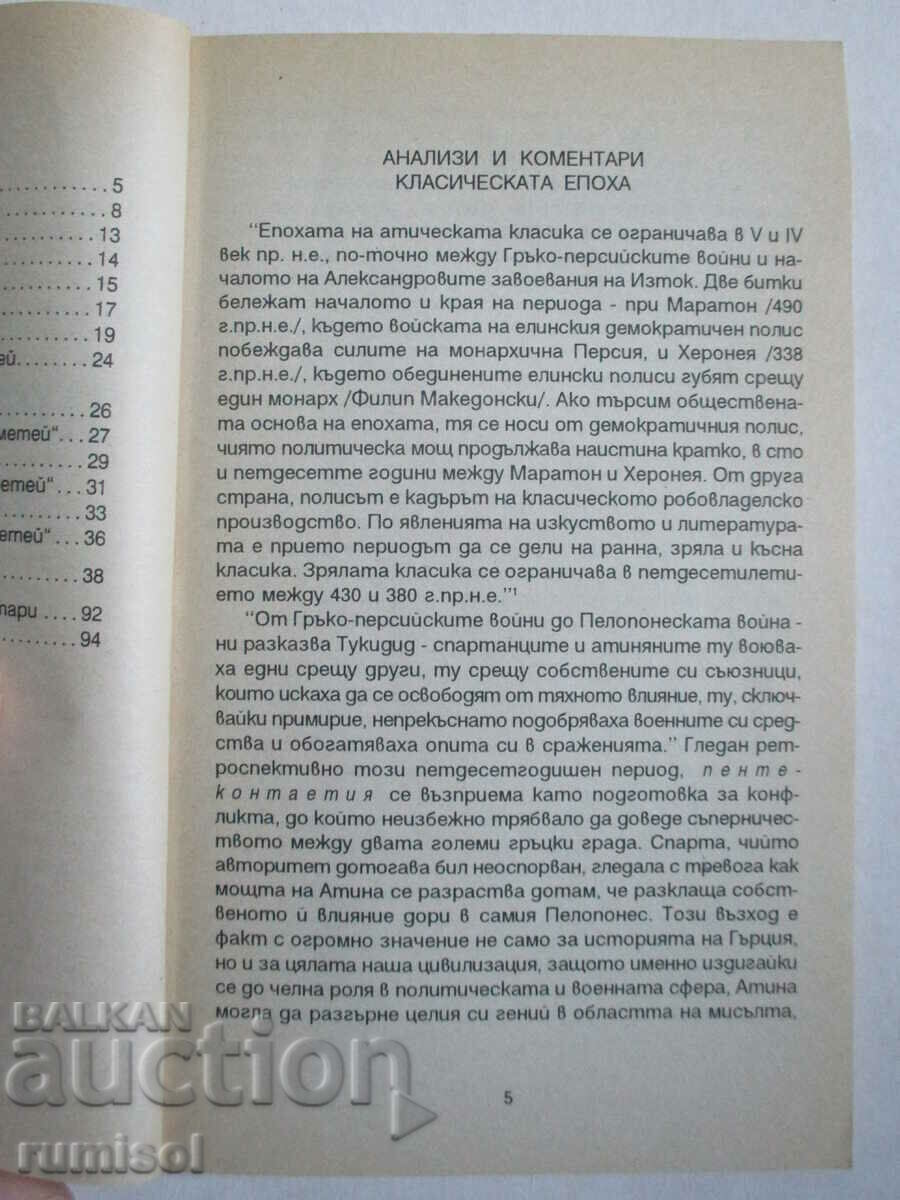 5
8
13
14
15
17
19
ей........ 24
26
метей“... 27
29
етей“... 31
33
етей“... 36
38
тари .... 92
94
АНАЛИЗИ И КОМЕНТАРИ
КЛАСИЧЕСКАТА ЕПОХА
“Епохата на атическата класика се ограничава в V и IV
век пр. н.е., по-точно между Гръко-персийските войни и на-
чалото на Александровите завоевания на Изток. Две битки
бележат началото и края на периода - при Маратон /490
г.пр.н.е./, където войската на елинския демократичен полис
побеждава силите на монархична Персия, и Херонея /338
г.пр.н.е./, където обединените елински полиси губят срещу
един монарх /Филип Македонски/. Ако търсим обществена-
та основа на епохата, тя се носи от демократичния полис,
чиято политическа мощ продължава наистина кратко, в сто
и петдесетте години между Маратон и Херонея. От друга
страна, полисът е кадърът на класическото робовладелско
производство. По явленията на изкуството и литература-
та е прието периодът да се дели на ранна, зряла и късна
класика. Зрялата класика се ограничава в петдесетилети-
ето между 430 и 380 г.пр.н.е.”¹
“От Гръко-персийските войни до Пелопонеската война -
ни разказва Тукидид - спартанците и атиняните ту воюва-
ха едни срещу други, ту срещу собствените си съюзници,
които искаха да се освободят от тяхното влияние, ту, сключ-
вайки примирие, непрекъснато подобряваха военните си сред-
ства и обогатяваха опита си в сраженията.” Гледан рет-
роспективно този петдесетгодишен период, пенте-
контаетия се възприема като подготовка за конф-
ликта, до който неизбежно трябвало да доведе съперничес-
твото между двата големи гръцки града. Спарта, чийто
авторитет дотогава бил неоспорван, гледала с тревога как
мощта на Атина се разраства дотам, че разклаща собст-
веното ѝ влияние дори в самия Пелопонес. Този възход е
факт с огромно значение не само за историята на Гърция,
но и за цялата наша цивилизация, защото именно издигайки
се до челна роля в политическата и военната сфера, Атина
могла да разгърне целия си гений в областта на мисълта,
5
BALKAN
auction
rumisol